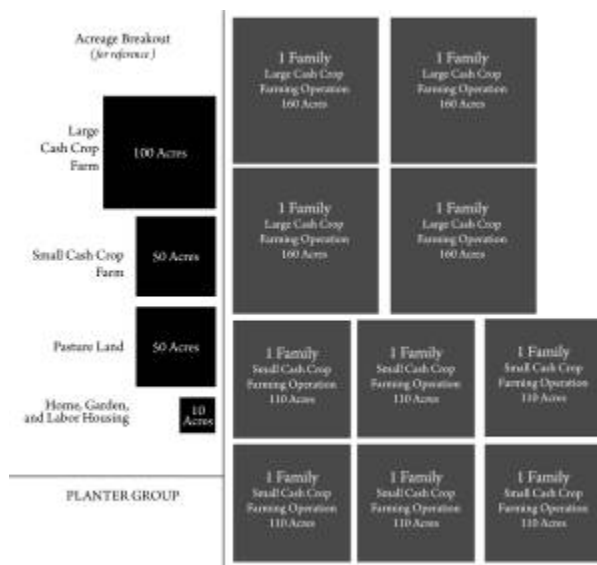 Acreage Breakout
(for reference)
Large
Cash Crop
Farm
100 Acres
Small Cash Crop
Farm
50 Acres
Pasture Land
50 Acres
Home, Garden,
and Labor Housing
10
Acres
PLANTER GROUP
1 Family
Large Cash Crop
Farming Operation
160 Acres
1 Family
Large Cash Crop
Farming Operation
160 Acres
1 Family
Large Cash Crop
Farming Operation
160 Acres
1 Family
Large Cash Crop
Farming Operation
160 Acres
1 Family
Small Cash Crop
Farming Operation
110 Acres
1 Family
Small Cash Crop
Farming Operation
110 Acres
1 Family
Small Cash Crop
Farming Operation
110 Acres
1 Family
Small Cash Crop
Farming Operation
110 Acres
1 Family
Small Cash Crop
Farming Operation
110 Acres
1 Family
Small Cash Crop
Farming Operation
110 Acres